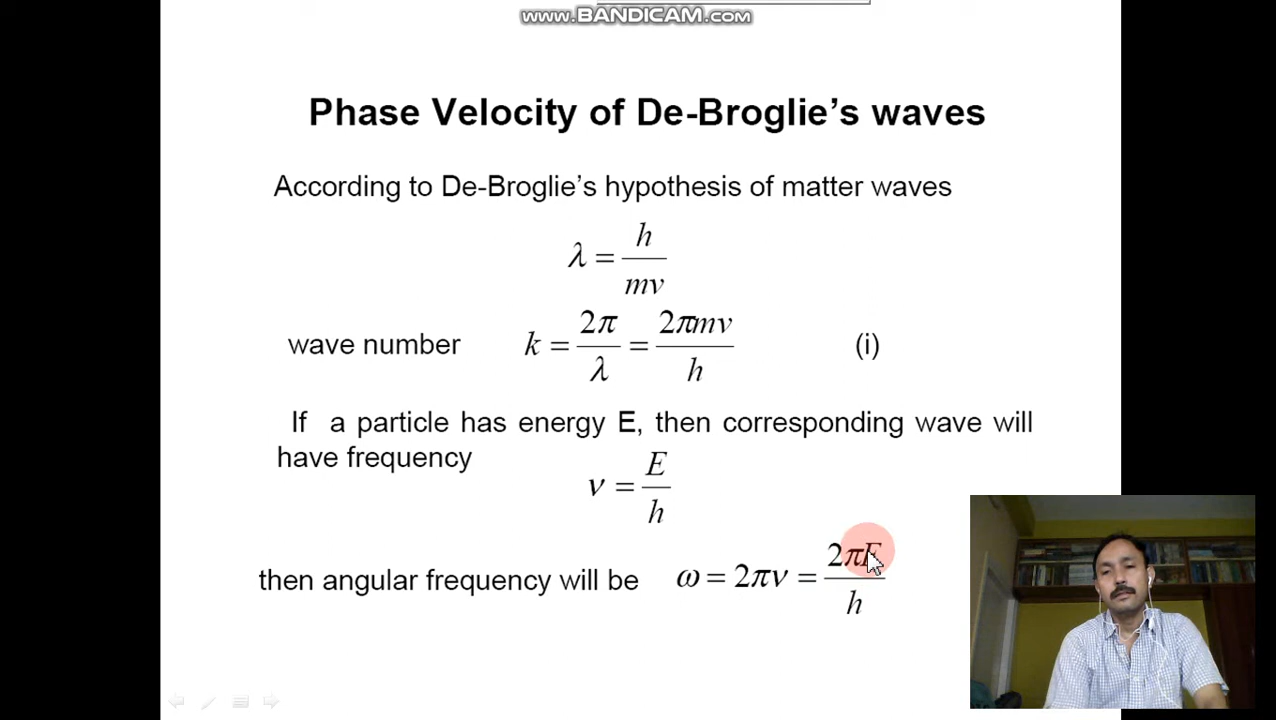 www.BANDICAM.com
Phase Velocity of De-Broglie's waves
According to De-Broglie's hypothesis of matter waves
λ = h/mv
wave number k = 2π/λ = 2πmv/h (i)
If a particle has energy E, then corresponding wave will
have frequency
ν = E/h
then angular frequency will be ω = 2πν = 2πE/h